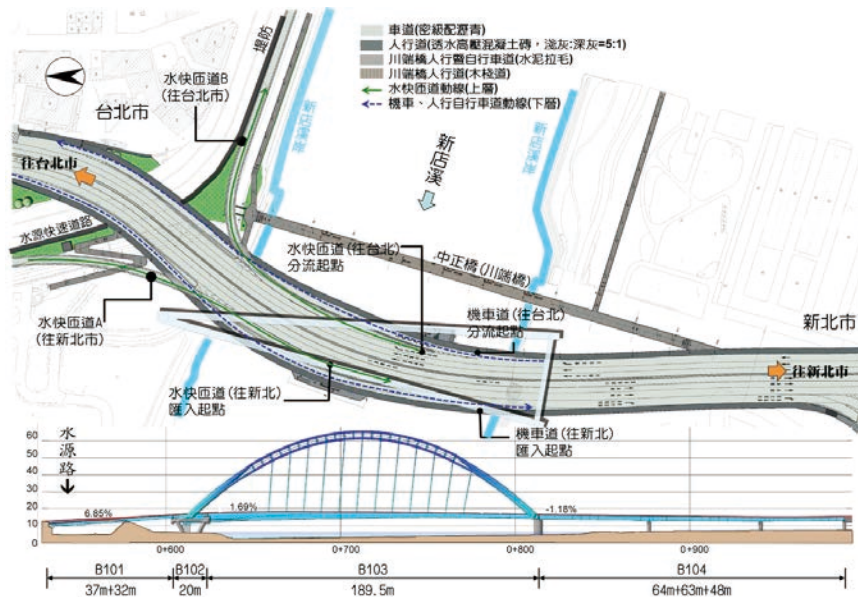 車道(密級配瀝青)
人行道(透水高壓混凝土磚，淺灰:深灰=5:1)
川端橋人行暨自行車道(水泥拉毛)
川端橋人行道(木棧道)
水快匝道動線(上層)
機車、人行自行車道動線(下層)
堤防
水快匝道B
(往台北市)
台北市
往台北市
新店溪
水源快速道路
水快匝道(往台北)
分流起點
中正橋(川端橋)
水快匝道A
(往新北市)
機車道(往台北)
分流起點
新北市
往新北市
水快匝道(往新北)
匯入起點
機車道(往新北)
匯入起點
水源路
60
50
40
30
20
10
0
6.85%
1.69%
-1.18%
0+600
0+700
0+800
0+900
B101
B102
B103
B104
37m+32m
20m
189.5m
64m+63m+48m